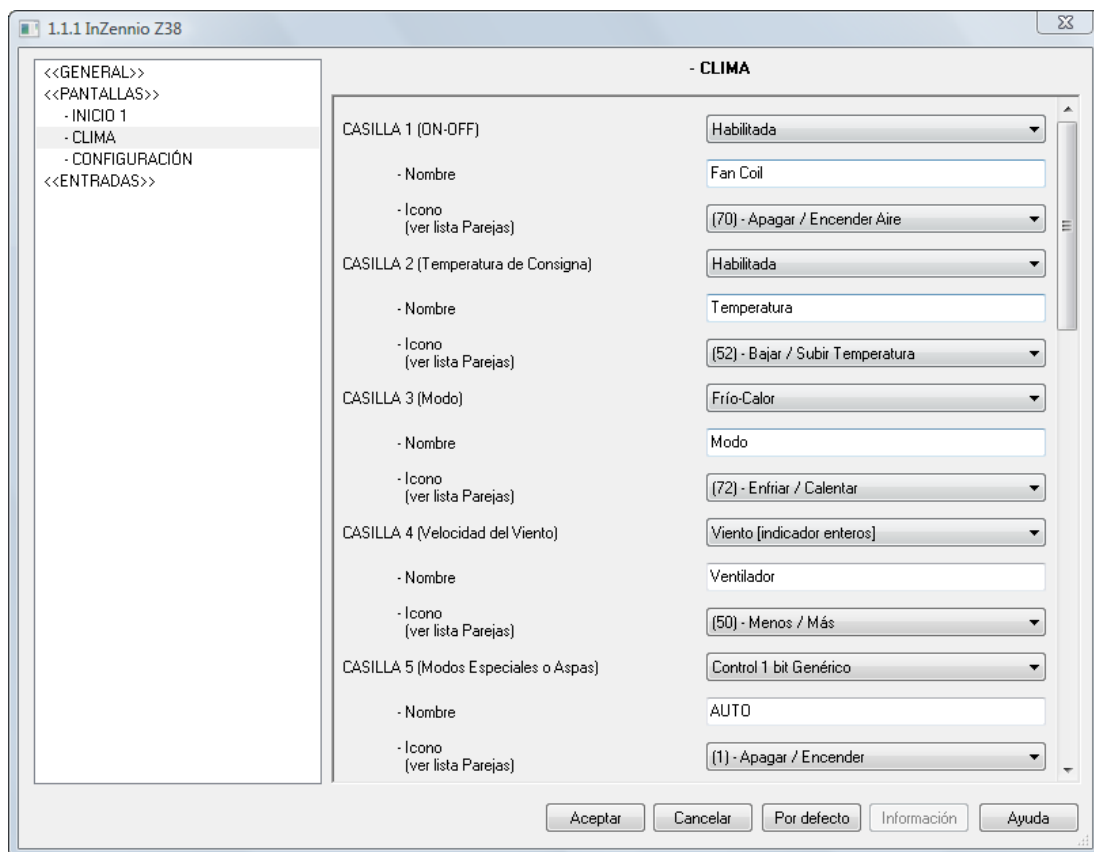 1.1.1 InZennio Z38
<<GENERAL>>
<<PANTALLAS>>
- INICIO 1
- CLIMA
- CONFIGURACIÓN
<<ENTRADAS>>
- CLIMA
CASILLA 1 (ON-OFF) Habilitada
- Nombre Fan Coil
- Icono
(ver lista Parejas) (70) - Apagar / Encender Aire
CASILLA 2 (Temperatura de Consigna) Habilitada
- Nombre Temperatura
- Icono
(ver lista Parejas) (52) - Bajar / Subir Temperatura
CASILLA 3 (Modo) Frío-Calor
- Nombre Modo
- Icono
(ver lista Parejas) (72) - Enfriar / Calentar
CASILLA 4 (Velocidad del Viento) Viento [indicador enteros]
- Nombre Ventilador
- Icono
(ver lista Parejas) (50) - Menos / Más
CASILLA 5 (Modos Especiales o Aspas) Control 1 bit Genérico
- Nombre AUTO
- Icono
(ver lista Parejas) (1) - Apagar / Encender
Aceptar Cancelar Por defecto Información Ayuda